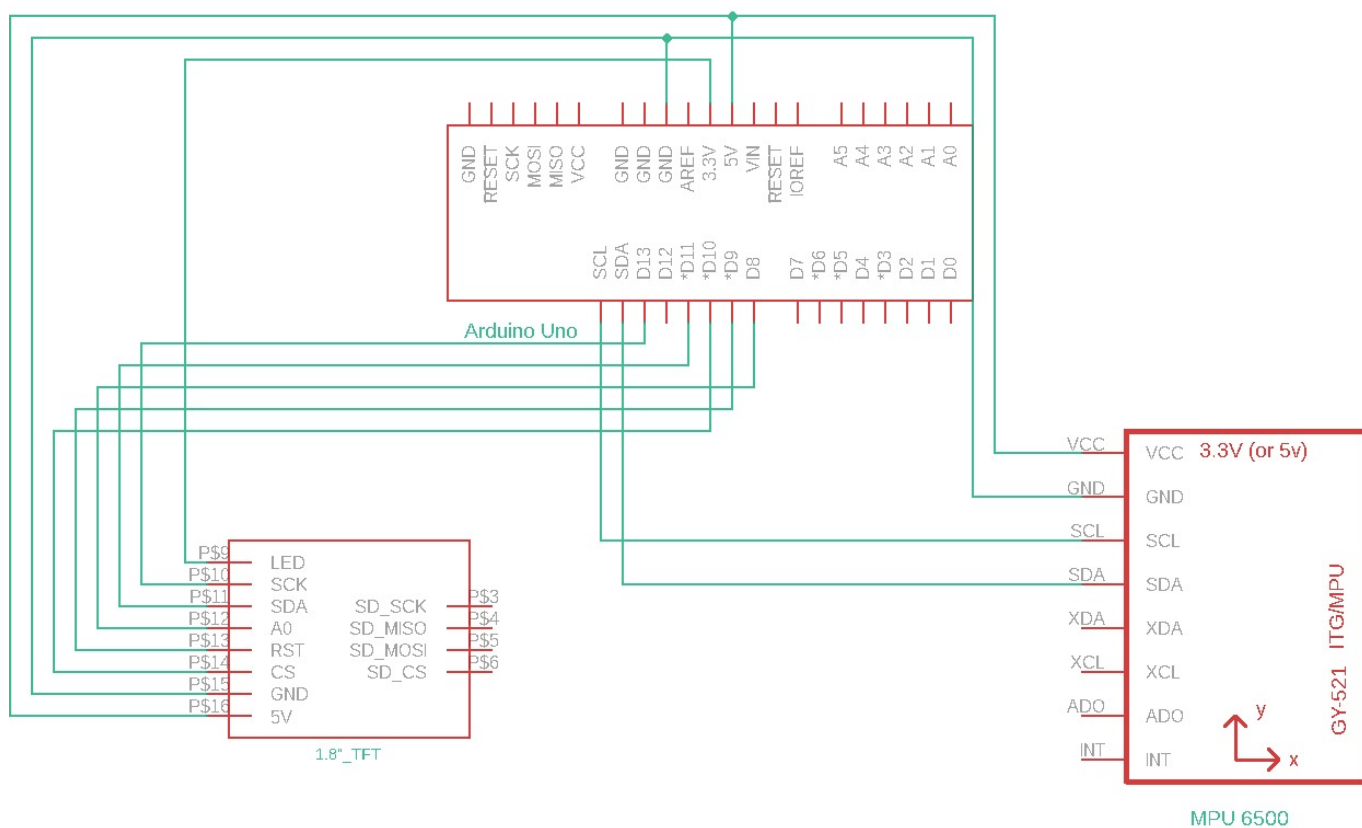 GND
RESET
SCK
MOSI
MISO
VCC
GND
GND
GND
AREF
3.3V
5V
VIN
RESET
IOREF
A5
A4
A3
A2
A1
A0
SCL
SDA
D13
D12
*D11
*D10
*D9
D8
D7
*D6
*D5
D4
*D3
D2
D1
D0
Arduino Uno
P$9 LED
P$10 SCK
P$11 SDA
P$12 A0
P$13 RST
P$14 CS
P$15 GND
P$16 5V
SD_SCK P$3
SD_MISO P$4
SD_MOSI P$5
SD_CS P$6
1.8"_TFT
VCC VCC 3.3V (or 5v)
GND GND
SCL SCL
SDA SDA
XDA XDA
XCL XCL
ADO ADO
INT INT
y
x
GY-521 ITG/MPU
MPU 6500